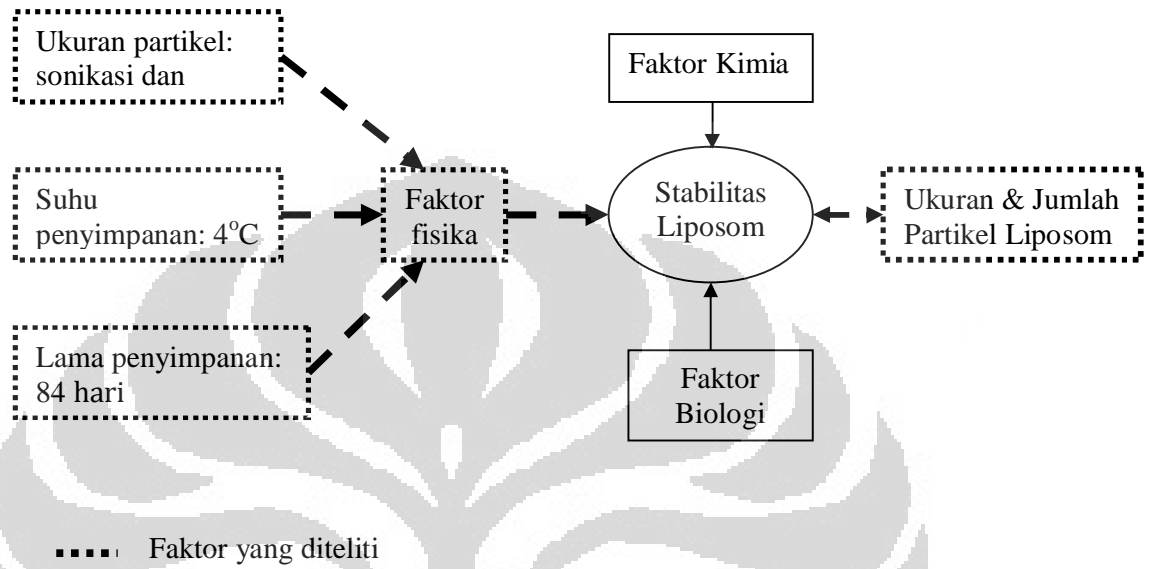 Ukuran partikel:
sonikasi dan
Faktor Kimia
Suhu
penyimpanan: 4°C
Faktor
fisika
Stabilitas
Liposom
Ukuran & Jumlah
Partikel Liposom
Lama penyimpanan:
84 hari
Faktor
Biologi
Faktor yang diteliti